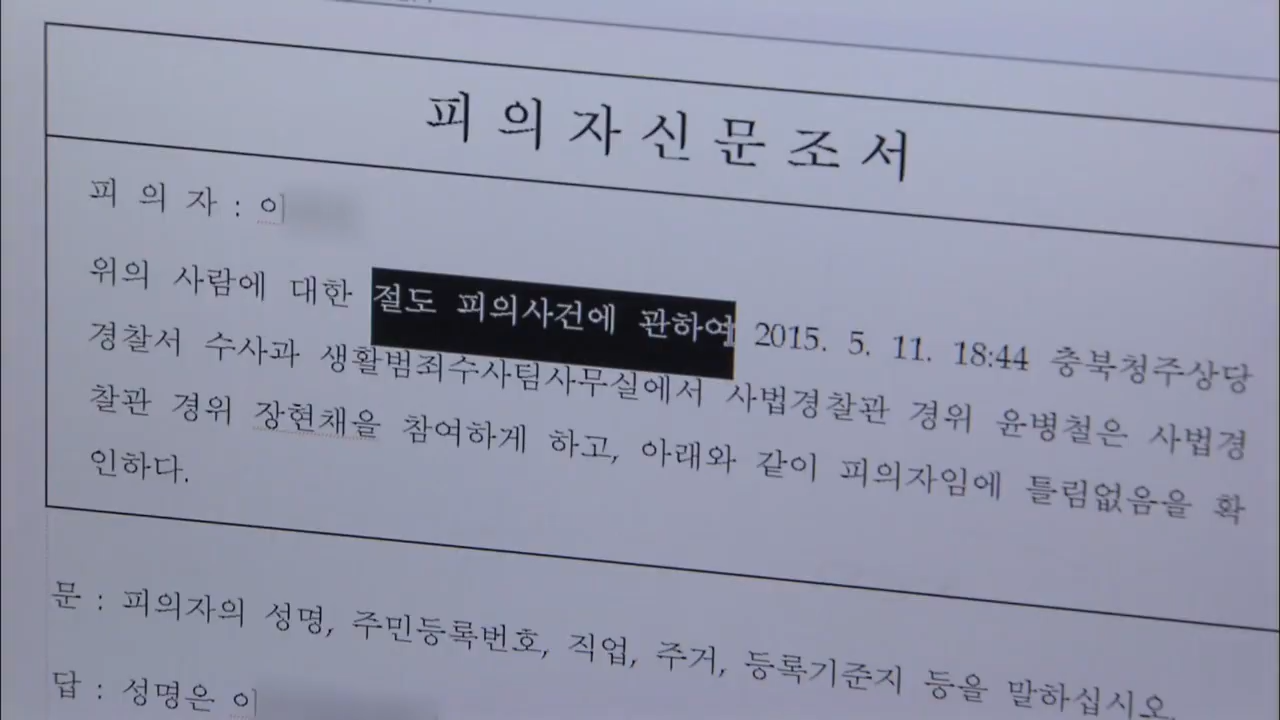 피의자신문조서
피 의 자 : 이
위의 사람에 대한 절도 피의사건에 관하여 2015. 5. 11. 18:44 충북청주상당
경찰서 수사과 생활범죄수사팀사무실에서 사법경찰관 경위 윤병철은 사법경
찰관 경위 장현채을 참여하게 하고, 아래와 같이 피의자임에 틀림없음을 확
인하다.
문 : 피의자의 성명, 주민등록번호, 직업, 주거, 등록기준지 등을 말하십시오.
답 : 성명은 이